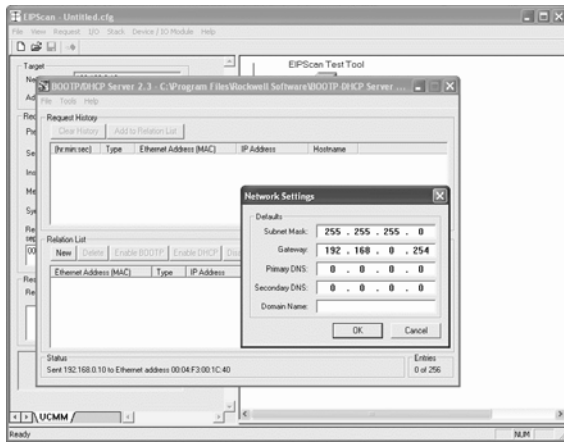 EIPScan - Untitled.cfg
File View Request I/O Stack Device / IO Module Help
Target
EIPScan Test Tool
BOOTP/DHCP Server 2.3 - C:\Program Files\Rockwell Software\BOOTP-DHCP Server ...
File Tools Help
Request History
Clear History Add to Relation List
(hr:min:sec) Type Ethernet Address (MAC) IP Address Hostname
Network Settings
Defaults
Subnet Mask: 255 . 255 . 255 . 0
Gateway: 192 . 168 . 0 . 254
Primary DNS: 0 . 0 . 0 . 0
Secondary DNS: 0 . 0 . 0 . 0
Domain Name:
OK Cancel
Relation List
New Delete Enable BOOTP Enable DHCP
Ethernet Address (MAC) Type IP Address
Status
Sent 192.168.0.10 to Ethernet address 00:04:F3:00:1C:40
Entries
0 of 256
UCMM
Ready
NUM